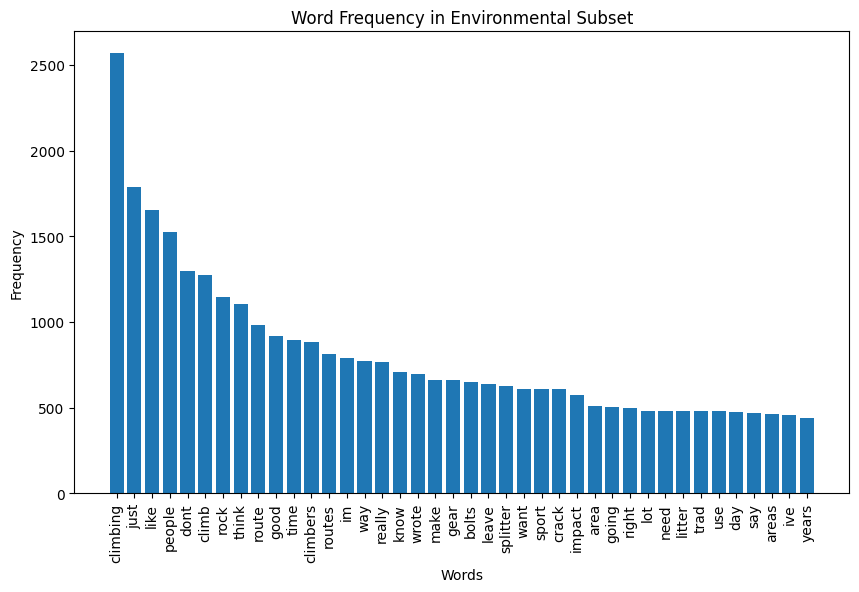 Word Frequency in Environmental Subset
Frequency
2500
2000
1500
1000
500
0
climbing
just
like
people
dont
climb
rock
think
route
good
time
climbers
routes
im
way
really
know
wrote
make
gear
bolts
leave
splitter
want
sport
crack
impact
area
going
right
lot
need
litter
trad
use
day
say
areas
ive
years
Words